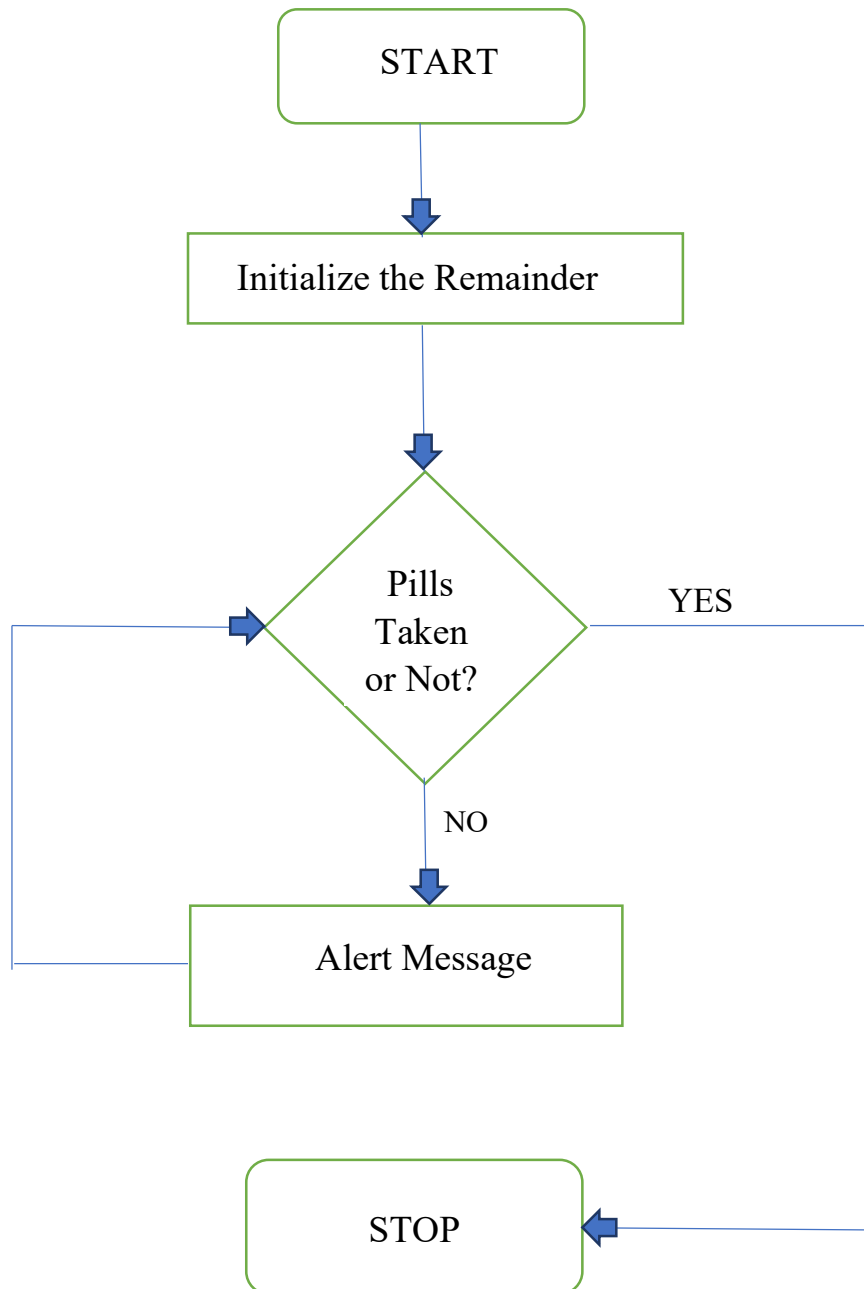 START
Initialize the Remainder
Pills
Taken
or Not?
YES
NO
Alert Message
STOP